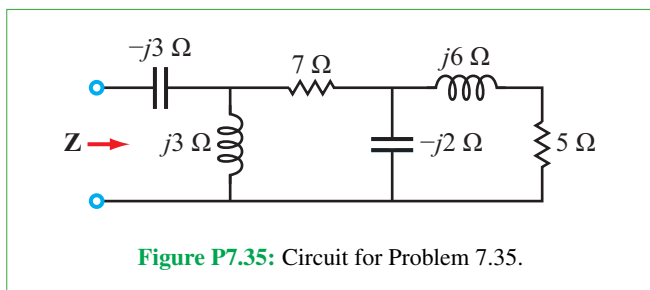 −j3 Ω
7 Ω
j6 Ω
Z
j3 Ω
−j2 Ω
5 Ω
Figure P7.35: Circuit for Problem 7.35.